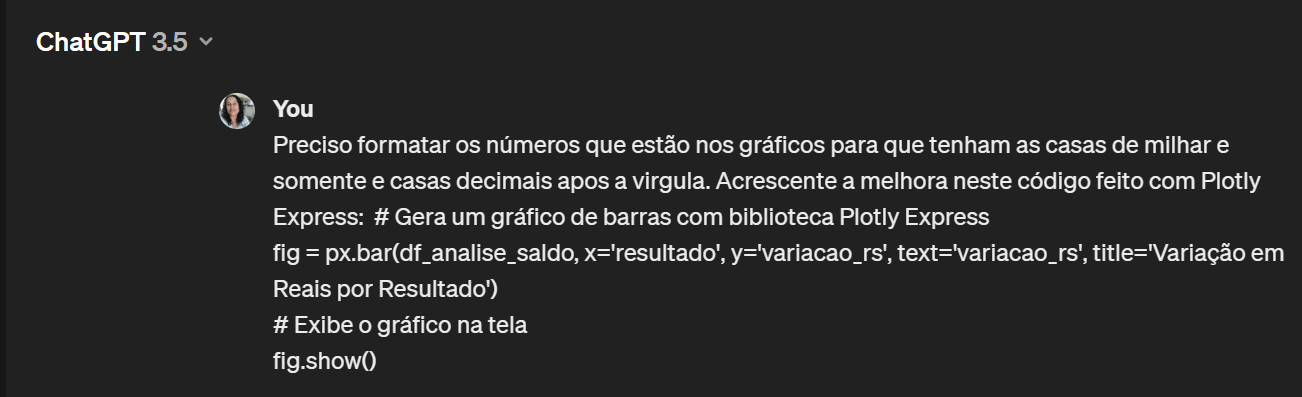 ChatGPT 3.5
You
Preciso formatar os números que estão nos gráficos para que tenham as casas de milhar e
somente e casas decimais apos a virgula. Acrescente a melhora neste código feito com Plotly
Express:  # Gera um gráfico de barras com biblioteca Plotly Express
fig = px.bar(df_analise_saldo, x='resultado', y='variacao_rs', text='variacao_rs', title='Variação em
Reais por Resultado')
# Exibe o gráfico na tela
fig.show()